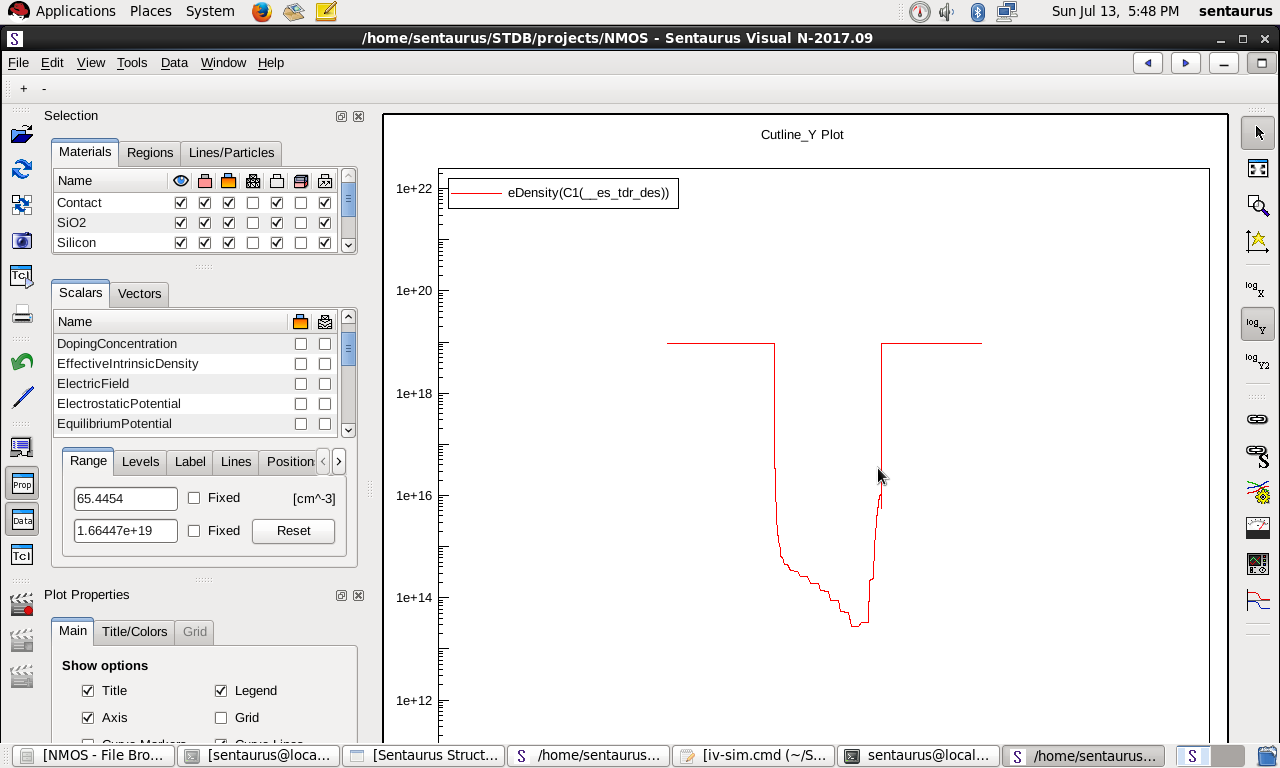 Applications Places System Sun Jul 13, 5:48 PM sentaurus
/home/sentaurus/STDB/projects/NMOS - Sentaurus Visual N-2017.09
File Edit View Tools Data Window Help
+ -
Selection
Materials Regions Lines/Particles
Name
Contact
SiO2
Silicon
Scalars Vectors
Name
DopingConcentration
EffectiveIntrinsicDensity
ElectricField
ElectrostaticPotential
EquilibriumPotential
Range Levels Label Lines Position
65.4454 Fixed [cm^-3]
1.66447e+19 Fixed Reset
Plot Properties
Main Title/Colors Grid
Show options
Title Legend
Axis Grid
Tcl
Prop
Data
Tcl
Cutline_Y Plot
eDensity(C1(__es_tdr_des))
1e+22
1e+20
1e+18
1e+16
1e+14
1e+12
log X
log Y
log Y2
[NMOS - File Bro... [sentaurus@loca... [Sentaurus Struct... /home/sentaurus... [iv-sim.cmd (~/S... sentaurus@local... /home/sentaurus...